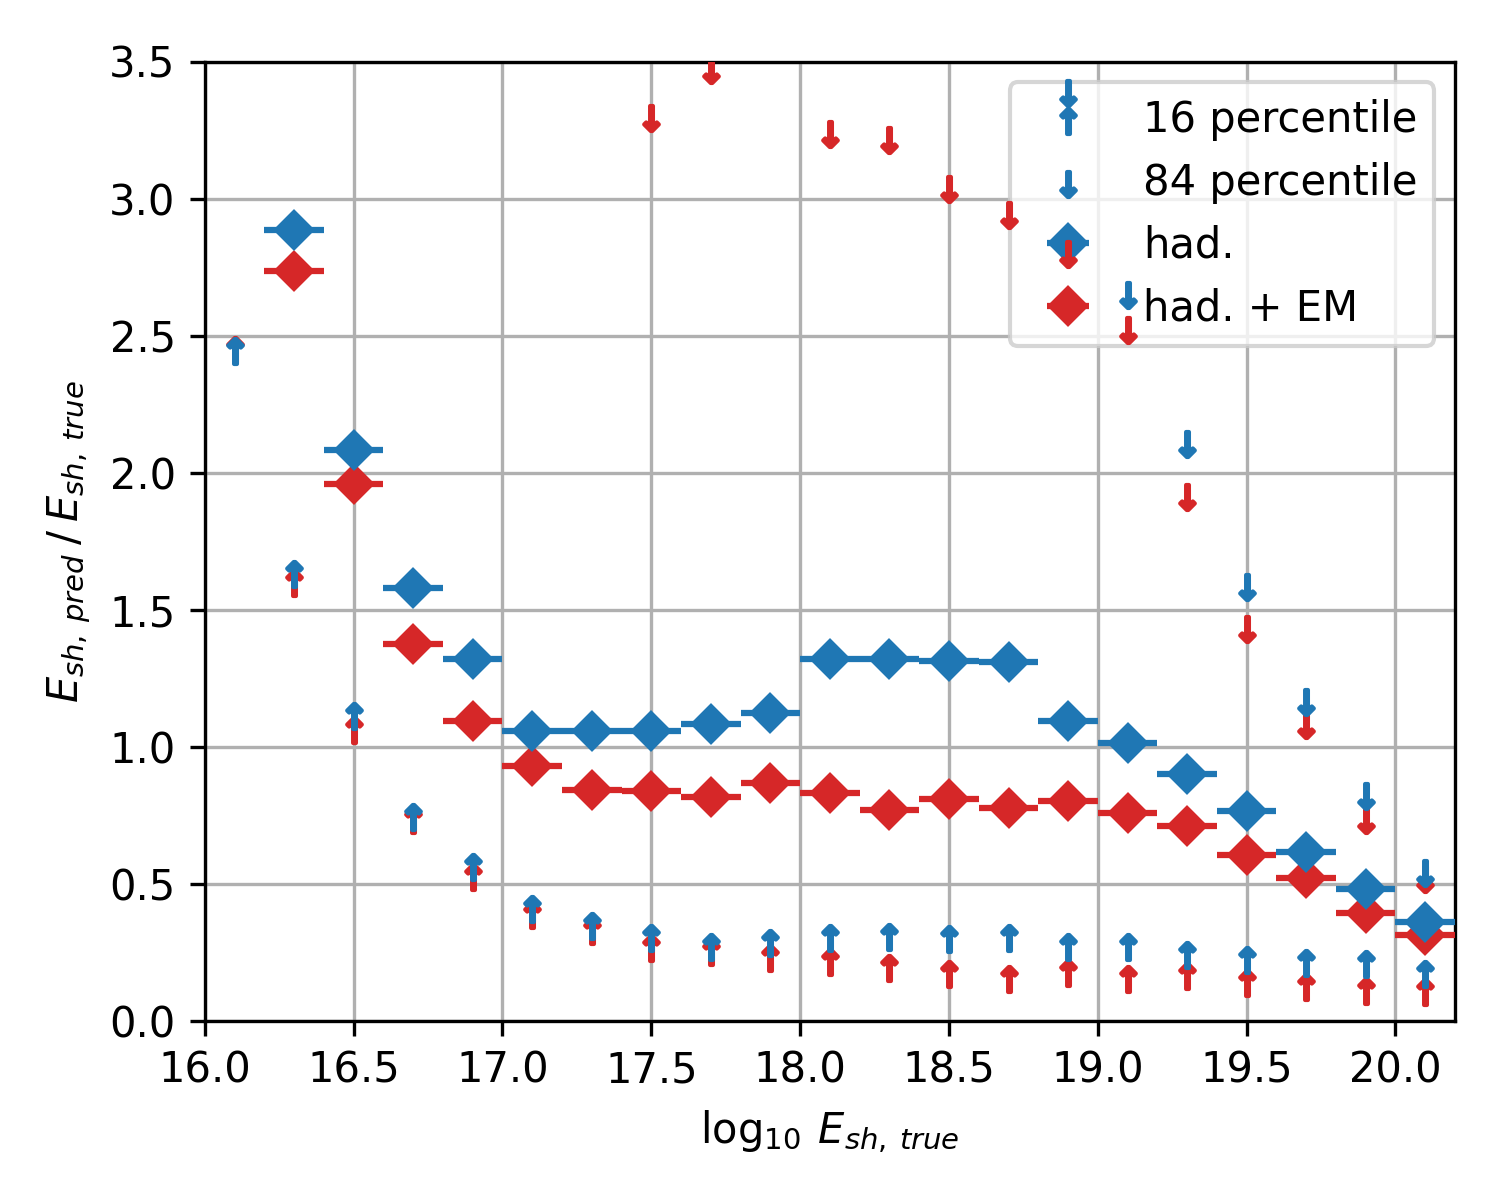 3.5
3.0
2.5
2.0
1.5
1.0
0.5
0.0
E_sh, pred / E_sh, true
16 percentile
84 percentile
had.
had. + EM
16.0 16.5 17.0 17.5 18.0 18.5 19.0 19.5 20.0
log₁₀ E_sh, true